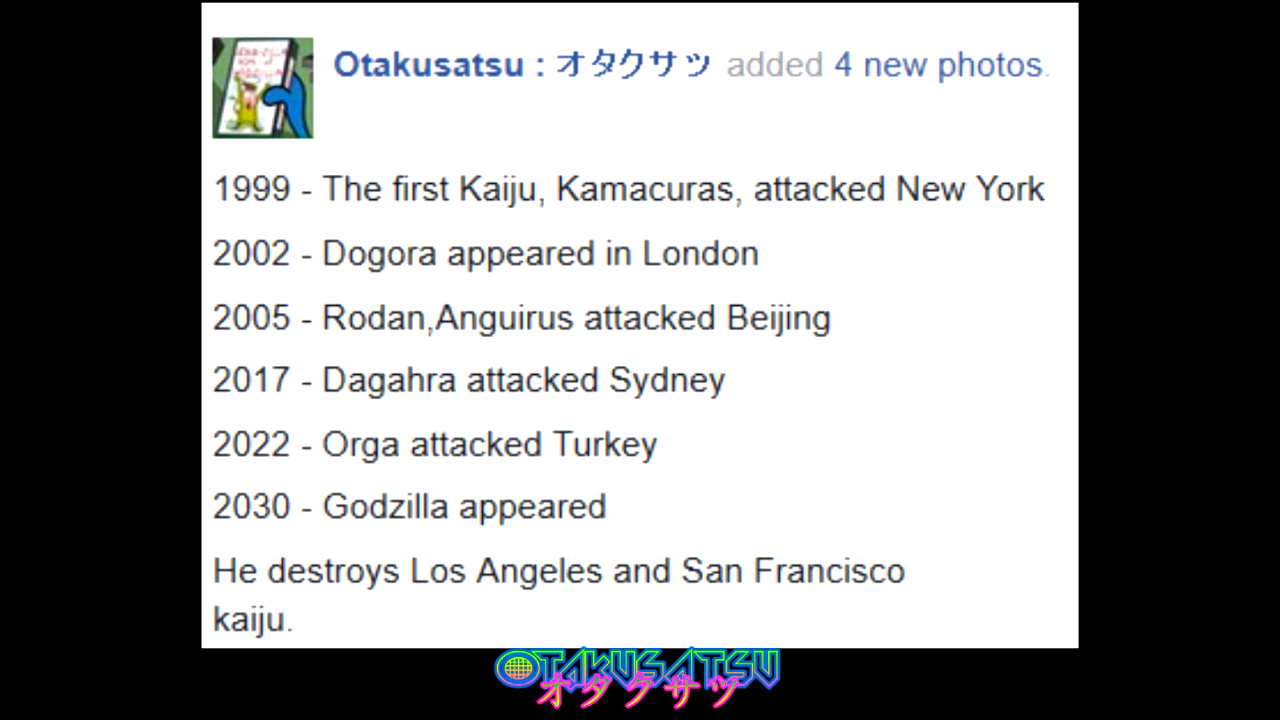 Otakusatsu : オタクサツ added 4 new photos.
1999 - The first Kaiju, Kamacuras, attacked New York
2002 - Dogora appeared in London
2005 - Rodan,Anguirus attacked Beijing
2017 - Dagahra attacked Sydney
2022 - Orga attacked Turkey
2030 - Godzilla appeared
He destroys Los Angeles and San Francisco
kaiju.
OTAKUSATSU
オタクサツ